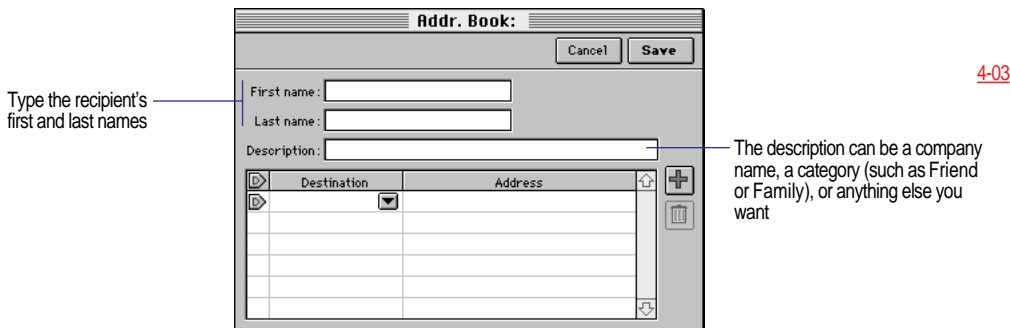 Addr. Book:
Cancel Save
4-03
Type the recipient's
first and last names
First name:
Last name:
Description:
The description can be a company
name, a category (such as Friend
or Family), or anything else you
want
D Destination Address
D